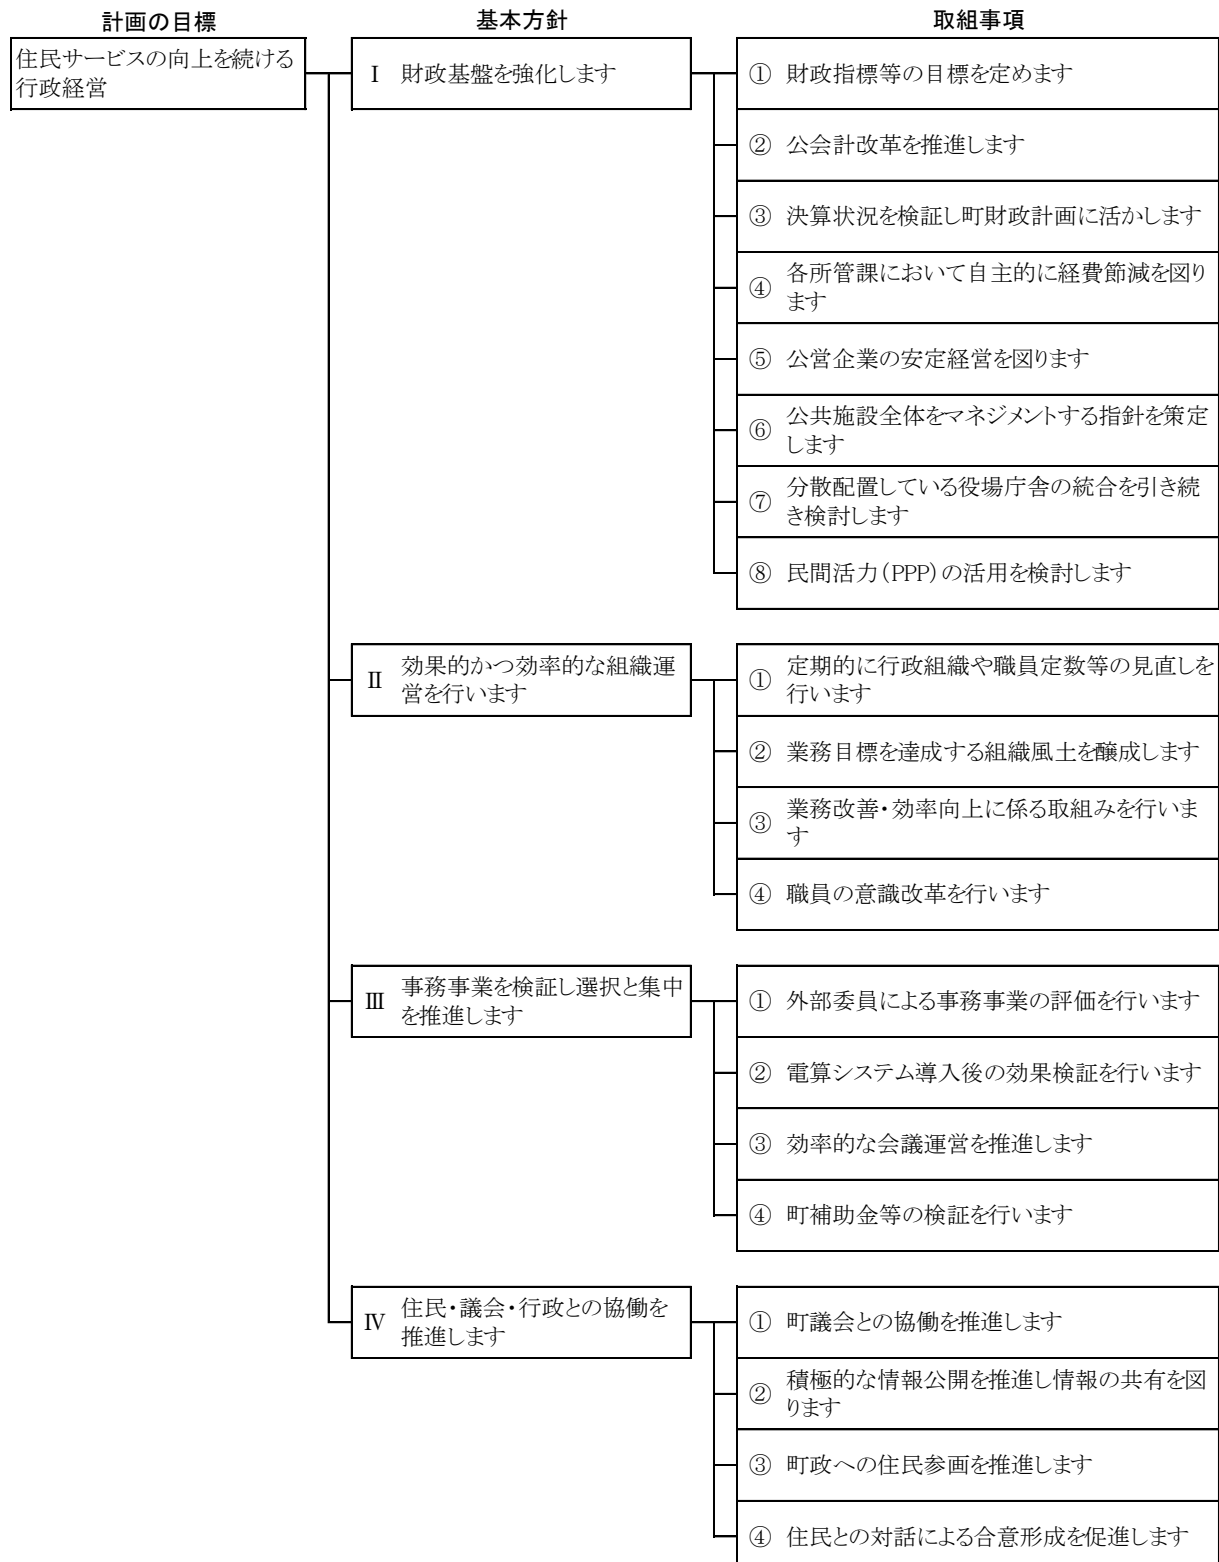 計画の目標
基本方針
取組事項
住民サービスの向上を続ける
行政経営
Ⅰ 財政基盤を強化します
① 財政指標等の目標を定めます
② 公会計改革を推進します
③ 決算状況を検証し町財政計画に活かします
④ 各所管課において自主的に経費節減を図り
ます
⑤ 公営企業の安定経営を図ります
⑥ 公共施設全体をマネジメントする指針を策定
します
⑦ 分散配置している役場庁舎の統合を引き続
き検討します
⑧ 民間活力(PPP)の活用を検討します
Ⅱ 効果的かつ効率的な組織運
営を行います
① 定期的に行政組織や職員定数等の見直しを
行います
② 業務目標を達成する組織風土を醸成します
③ 業務改善・効率向上に係る取組みを行いま
す
④ 職員の意識改革を行います
Ⅲ 事務事業を検証し選択と集中
を推進します
① 外部委員による事務事業の評価を行います
② 電算システム導入後の効果検証を行います
③ 効率的な会議運営を推進します
④ 町補助金等の検証を行います
Ⅳ 住民・議会・行政との協働を
推進します
① 町議会との協働を推進します
② 積極的な情報公開を推進し情報の共有を図
ります
③ 町政への住民参画を推進します
④ 住民との対話による合意形成を促進します